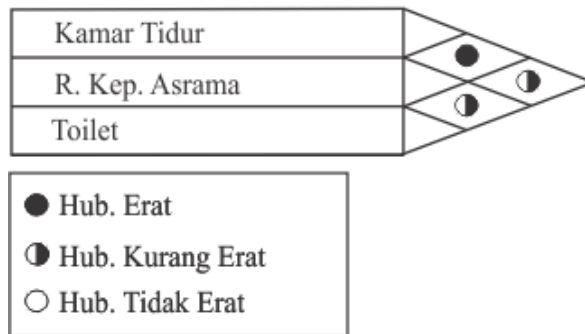 Kamar Tidur
R. Kep. Asrama
Toilet
Hub. Erat
Hub. Kurang Erat
Hub. Tidak Erat